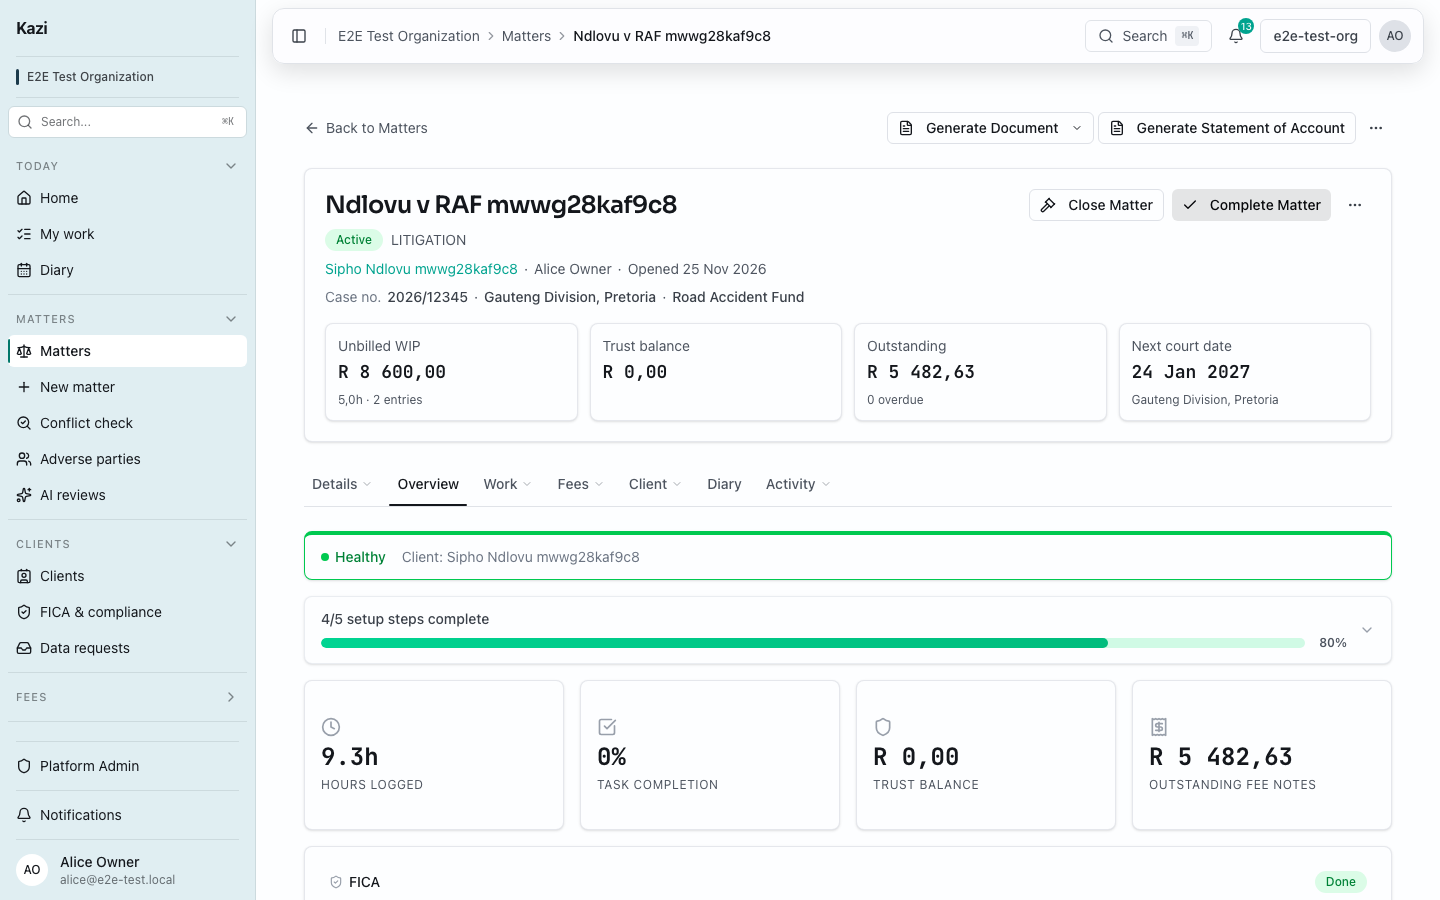 Kazi
E2E Test Organization
Search...
⌘K
TODAY
Home
My work
Diary
MATTERS
Matters
New matter
Conflict check
Adverse parties
AI reviews
CLIENTS
Clients
FICA & compliance
Data requests
FEES
Platform Admin
Notifications
AO
Alice Owner
alice@e2e-test.local
E2E Test Organization
Matters
Ndlovu v RAF mwwg28kaf9c8
Search ⌘K
13
e2e-test-org
AO
Back to Matters
Generate Document
Generate Statement of Account
Ndlovu v RAF mwwg28kaf9c8
Close Matter
Complete Matter
Active LITIGATION
Sipho Ndlovu mwwg28kaf9c8 · Alice Owner · Opened 25 Nov 2026
Case no. 2026/12345 · Gauteng Division, Pretoria · Road Accident Fund
Unbilled WIP
R 8 600,00
5,0h · 2 entries
Trust balance
R 0,00
Outstanding
R 5 482,63
0 overdue
Next court date
24 Jan 2027
Gauteng Division, Pretoria
Details Overview Work Fees Client Diary Activity
Healthy Client: Sipho Ndlovu mwwg28kaf9c8
4/5 setup steps complete
80%
9.3h
HOURS LOGGED
0%
TASK COMPLETION
R 0,00
TRUST BALANCE
R 5 482,63
OUTSTANDING FEE NOTES
FICA
Done